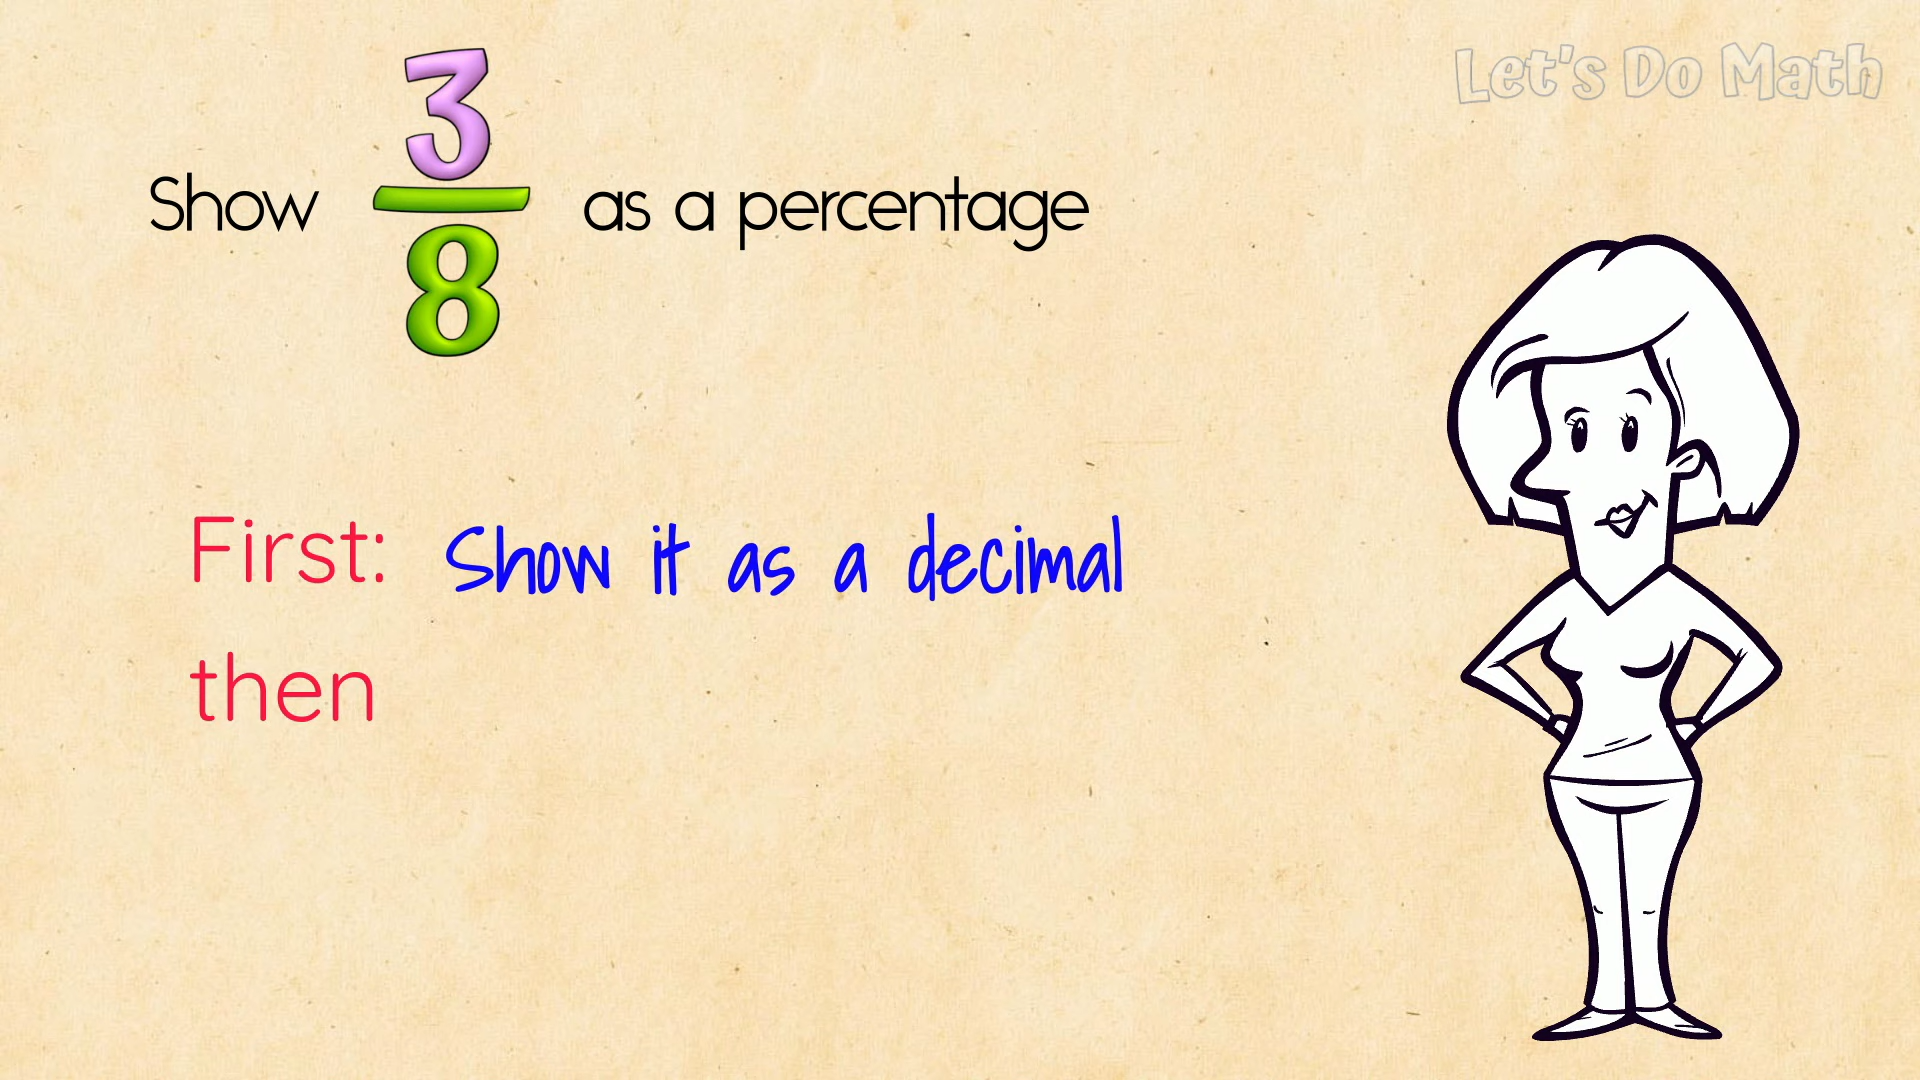 Let's Do Math
Show 3/8 as a percentage
First: Show it as a decimal
then